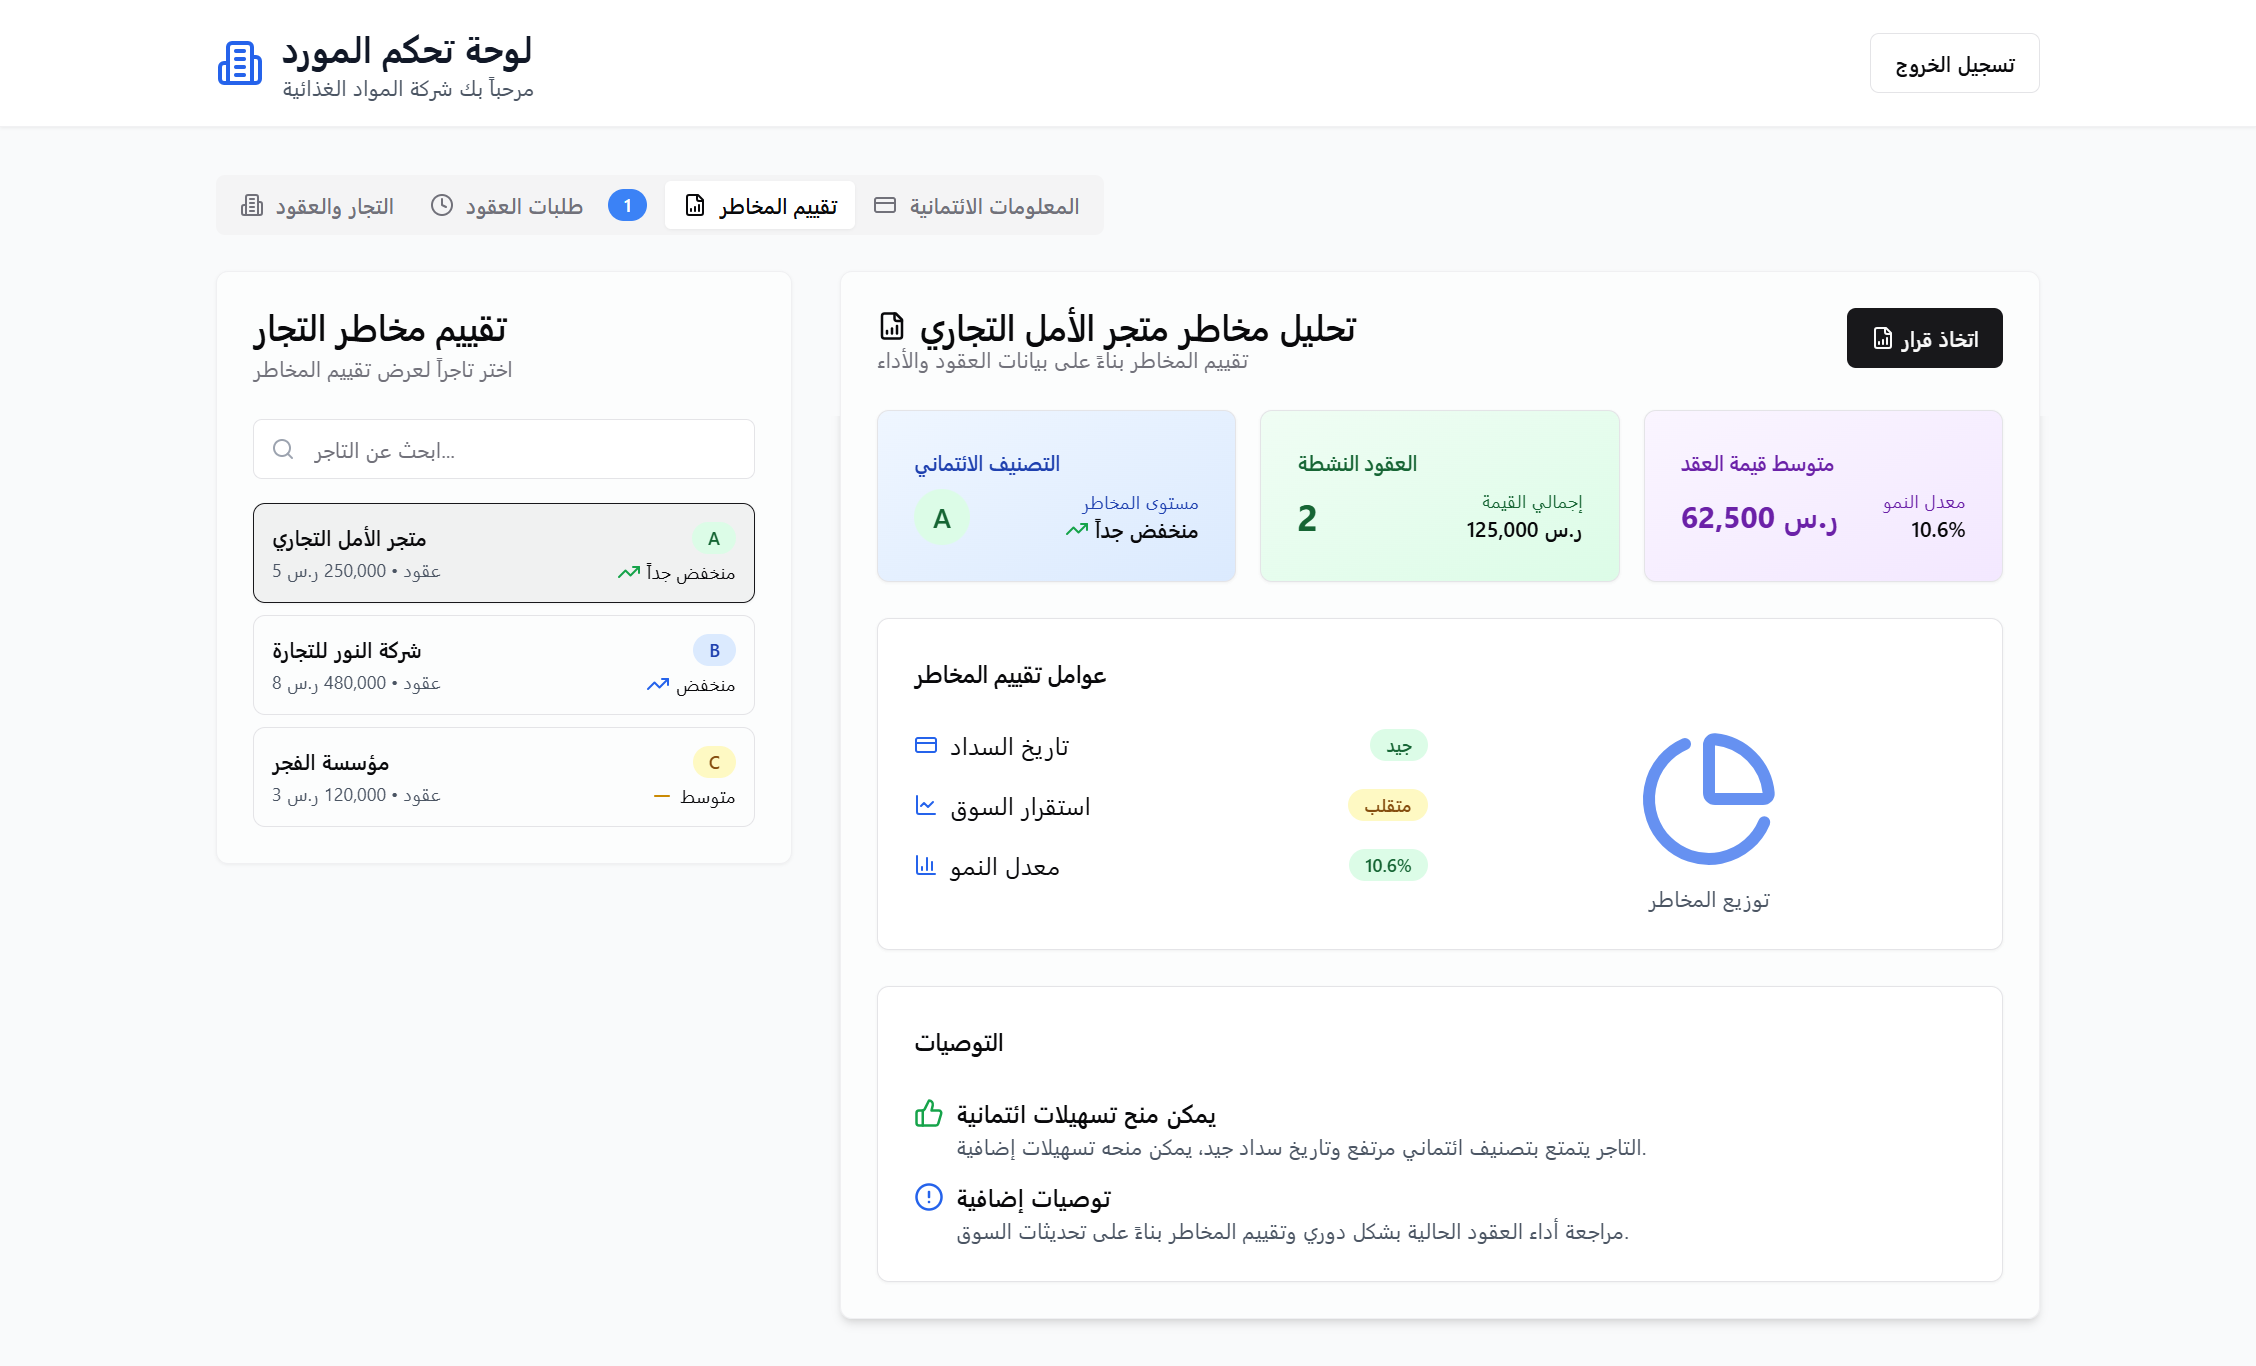 لوحة تحكم المورد
مرحباً بك شركة المواد الغذائية
تسجيل الخروج
التجار والعقود
طلبات العقود
1
تقييم المخاطر
المعلومات الائتمانية
تقييم مخاطر التجار
اختر تاجراً لعرض تقييم المخاطر
ابحث عن التاجر...
متجر الأمل التجاري
A
5 عقود • 250,000 ر.س
منخفض جداً
شركة النور للتجارة
B
8 عقود • 480,000 ر.س
منخفض
مؤسسة الفجر
C
3 عقود • 120,000 ر.س
متوسط
تحليل مخاطر متجر الأمل التجاري
تقييم المخاطر بناءً على بيانات العقود والأداء
اتخاذ قرار
التصنيف الائتماني
A
مستوى المخاطر
منخفض جداً
العقود النشطة
2
إجمالي القيمة
125,000 ر.س
متوسط قيمة العقد
62,500 ر.س
معدل النمو
10.6%
عوامل تقييم المخاطر
تاريخ السداد
جيد
استقرار السوق
متقلب
معدل النمو
10.6%
توزيع المخاطر
التوصيات
يمكن منح تسهيلات ائتمانية
التاجر يتمتع بتصنيف ائتماني مرتفع وتاريخ سداد جيد، يمكن منحه تسهيلات إضافية.
توصيات إضافية
مراجعة أداء العقود الحالية بشكل دوري وتقييم المخاطر بناءً على تحديثات السوق.